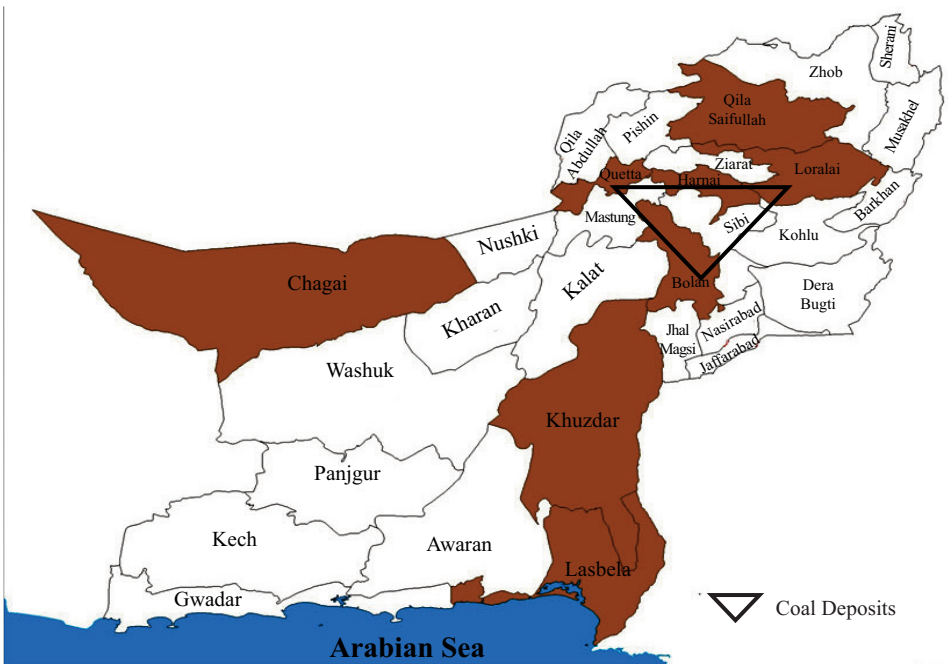 Sherani
Zhob
Qila
Saifullah
Musakhel
Pishin
Qila
Abdullah
Ziarat
Loralai
Quetta
Harnai
Barkhan
Mastung
Sibi
Kohlu
Nushki
Chagai
Kalat
Bolan
Dera
Bugti
Kharan
Nasirabad
Jhal
Magsi
Jaffarabad
Washuk
Khuzdar
Panjgur
Kech
Awaran
Lasbela
Gwadar
Coal Deposits
Arabian Sea